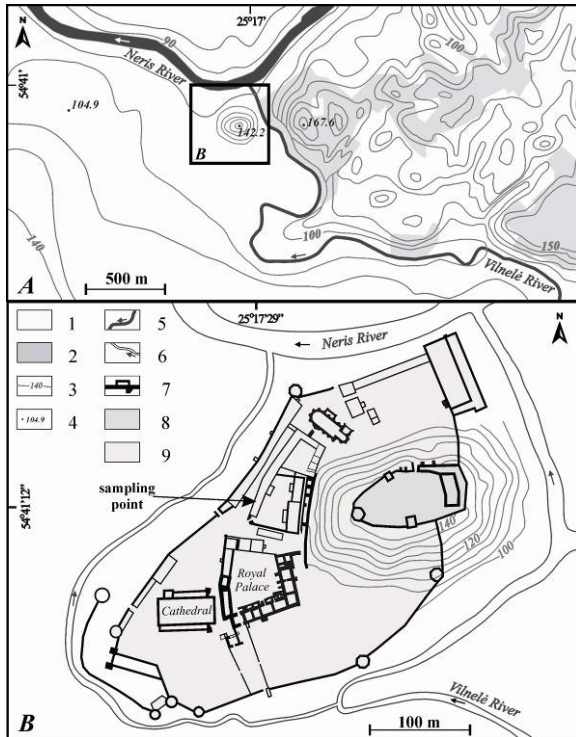 N
25°17'
90
100
Neris River
54°41'
104.9
142.2
167.6
B
140
100
150
500 m
Vilnelė River
A
25°17'29"
N
1
5
Neris River
2
6
140
3
7
104.9
4
8
9
sampling
point
54°41'12"
140
120
100
Royal
Palace
Cathedral
Vilnelė River
B
100 m